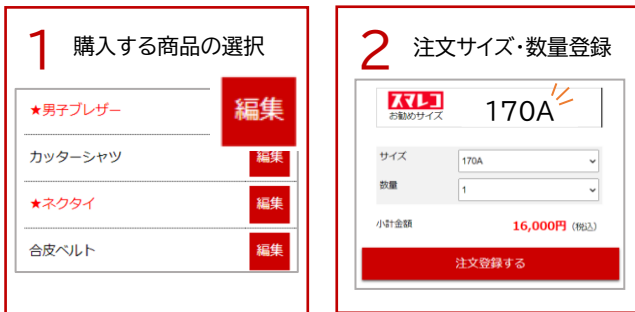 1 購入する商品の選択
★男子ブレザー 編集
カッターシャツ 編集
★ネクタイ 編集
合皮ベルト 編集
2 注文サイズ・数量登録
スマレコ
お勧めサイズ 170A
サイズ 170A
数量 1
小計金額 16,000円 (税込)
注文登録する